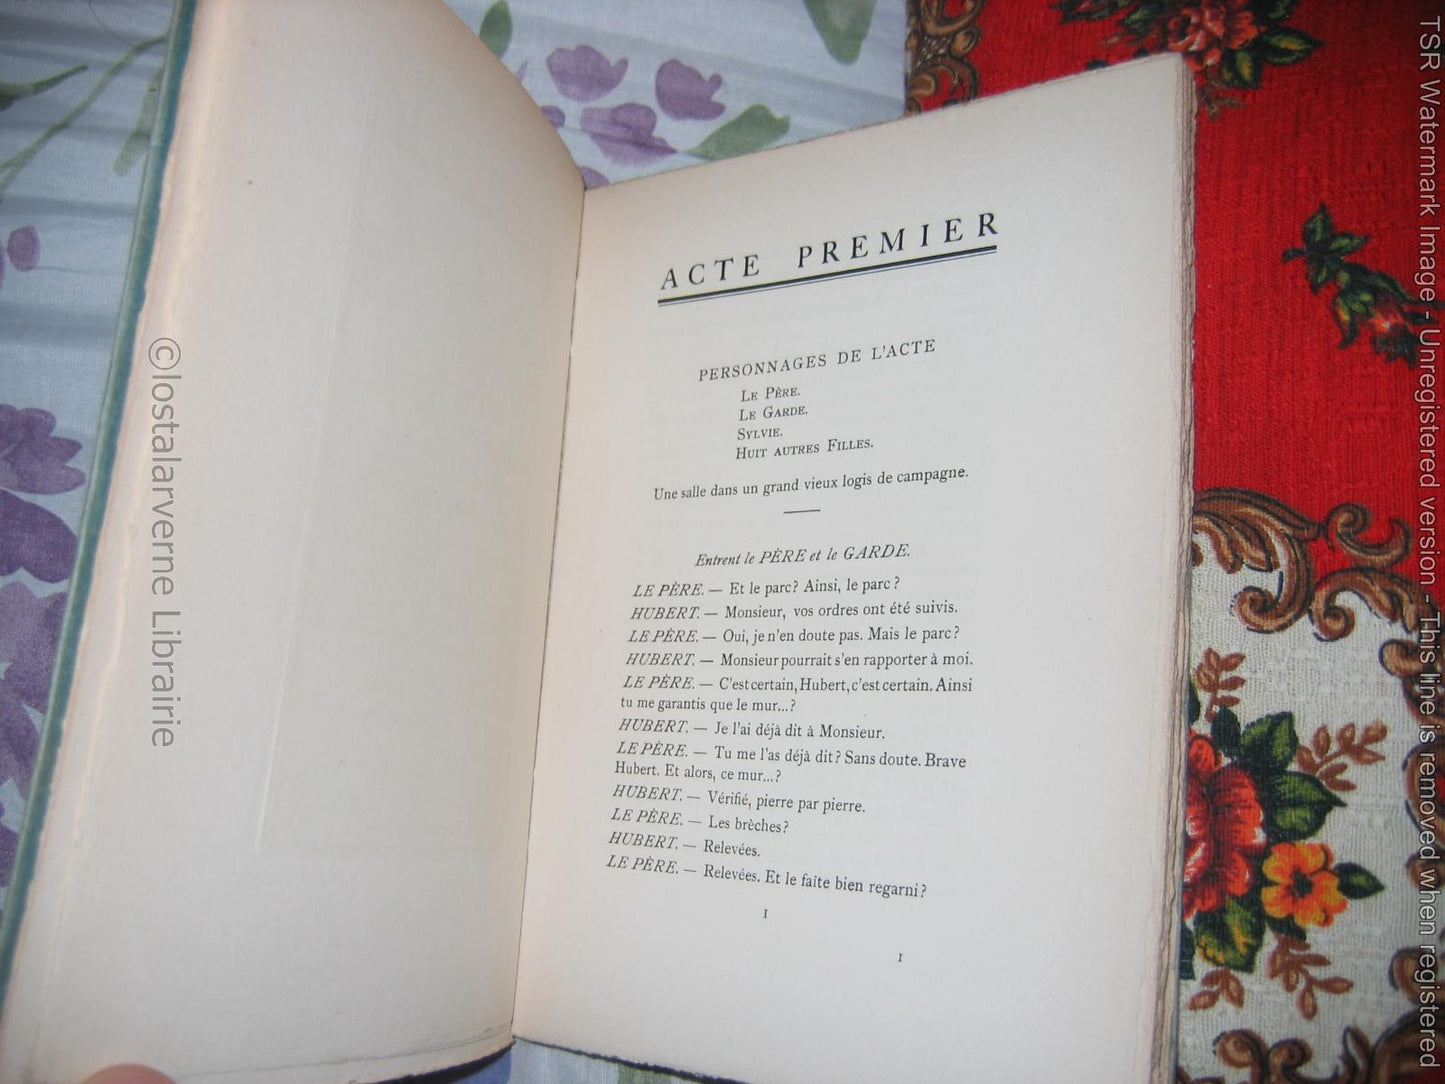 ACTE PREMIER
PERSONNAGES DE L'ACTE
LE PÈRE.
LE GARDE.
SYLVIE.
HUIT AUTRES FILLES.
Une salle dans un grand vieux logis de campagne.
Entrent le PÈRE et le GARDE.
LE PÈRE. — Et le parc? Ainsi, le parc?
HUBERT. — Monsieur, vos ordres ont été suivis.
LE PÈRE. — Oui, je n'en doute pas. Mais le parc?
HUBERT. — Monsieur pourrait s'en rapporter à moi.
LE PÈRE. — C'est certain, Hubert, c'est certain. Ainsi
tu me garantis que le mur...?
HUBERT. — Je l'ai déjà dit à Monsieur.
LE PÈRE. — Tu me l'as déjà dit? Sans doute. Brave
Hubert. Et alors, ce mur...?
HUBERT. — Vérifié, pierre par pierre.
LE PÈRE. — Les brèches?
HUBERT. — Relevées.
LE PÈRE. — Relevées. Et le faîte bien regarni?
I
I
©lostalarverne Librairie
TSR Watermark Image - Unregistered version - This line is removed when registered